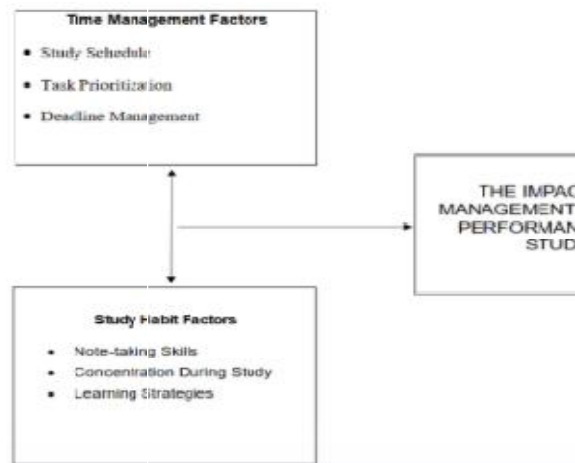 Time Management Factors
• Study Schedule
• Task Prioritization
• Deadline Management
THE IMPAC
MANAGEMENT
PERFORMAN
STUD
Study Habit Factors
• Note-taking Skills
• Concentration During Study
• Learning Strategies